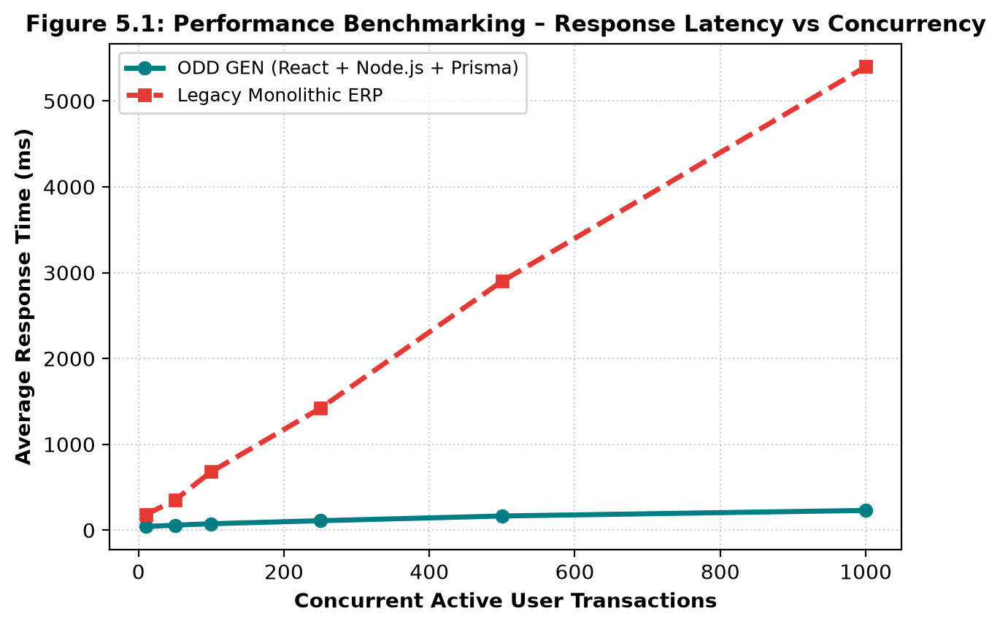 Figure 5.1: Performance Benchmarking – Response Latency vs Concurrency
ODD GEN (React + Node.js + Prisma)
Legacy Monolithic ERP
Average Response Time (ms)
5000
4000
3000
2000
1000
0
0 200 400 600 800 1000
Concurrent Active User Transactions